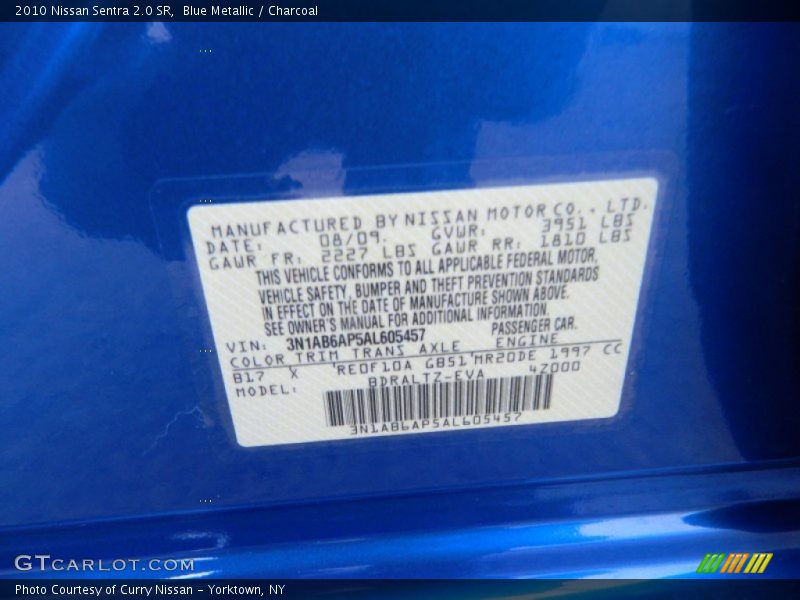 2010 Nissan Sentra 2.0 SR,  Blue Metallic / Charcoal
MANUFACTURED BY NISSAN MOTOR CO., LTD.
DATE: 08/09. GVWR: 3951 LBS
GAWR FR: 2227 LBS GAWR RR: 1810 LBS
THIS VEHICLE CONFORMS TO ALL APPLICABLE FEDERAL MOTOR
VEHICLE SAFETY, BUMPER AND THEFT PREVENTION STANDARDS
IN EFFECT ON THE DATE OF MANUFACTURE SHOWN ABOVE.
SEE OWNER'S MANUAL FOR ADDITIONAL INFORMATION.
VIN: 3N1AB6AP5AL605457 PASSENGER CAR.
COLOR TRIM TRANS AXLE ENGINE
B17 X RE0F10A GB51 MR20DE 1997 CC
MODEL: BDRALTZ-EVA 4Z000
3N1AB6AP5AL605457
GTCARLOT.COM
Photo Courtesy of Curry Nissan - Yorktown, NY